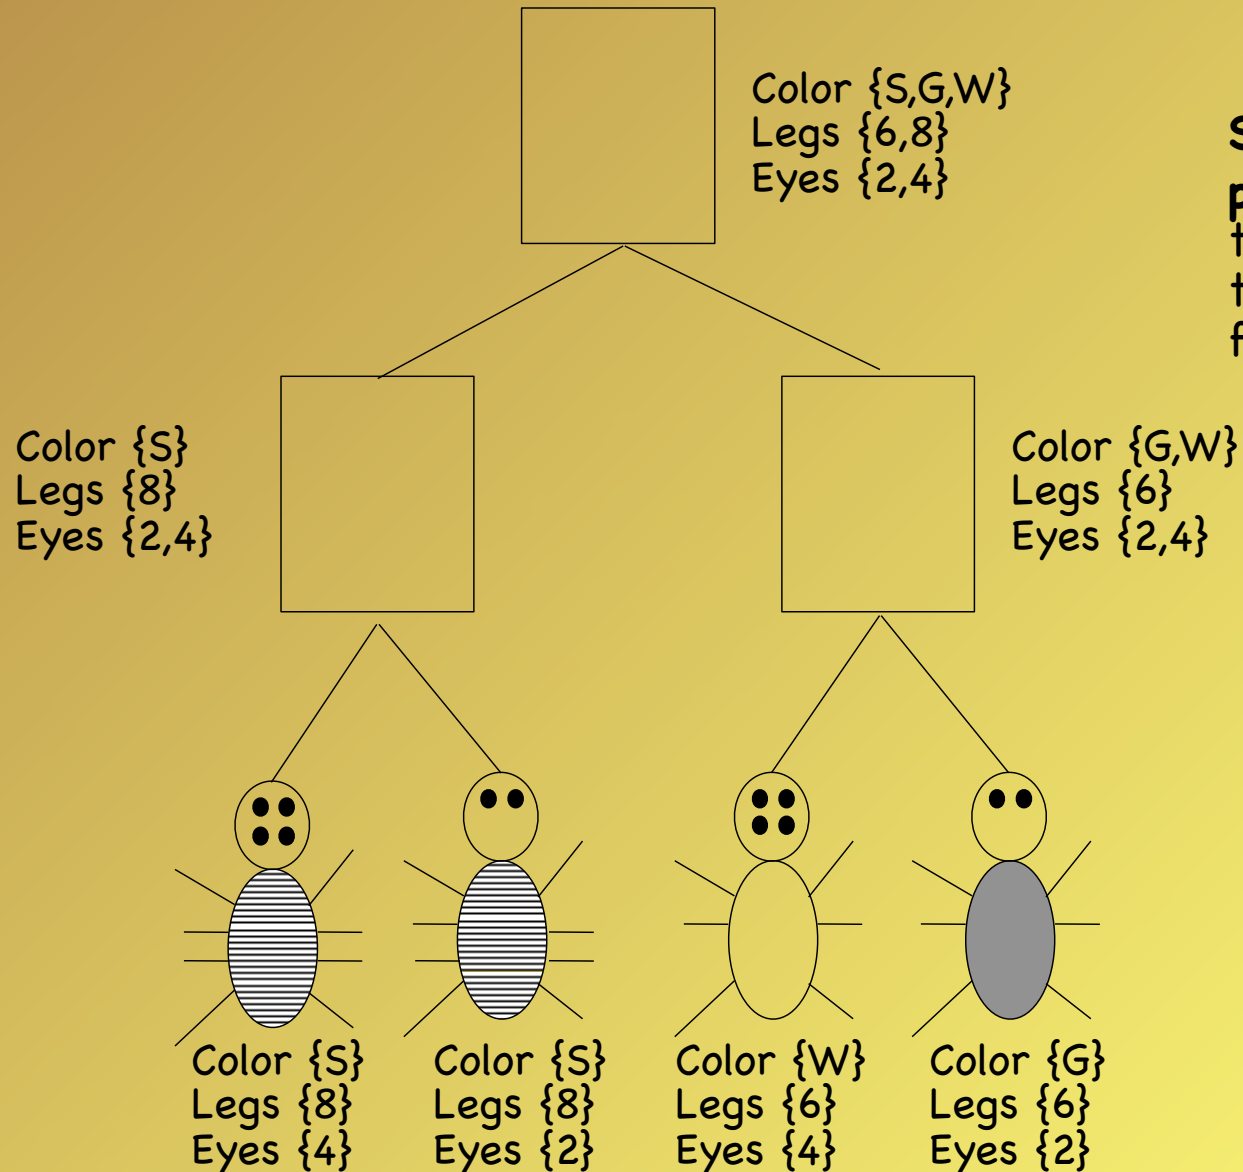 Color {S,G,W}
Legs {6,8}
Eyes {2,4}
Color {S}
Legs {8}
Eyes {2,4}
Color {G,W}
Legs {6}
Eyes {2,4}
Color {S}
Legs {8}
Eyes {4}
Color {S}
Legs {8}
Eyes {2}
Color {W}
Legs {6}
Eyes {4}
Color {G}
Legs {6}
Eyes {2}